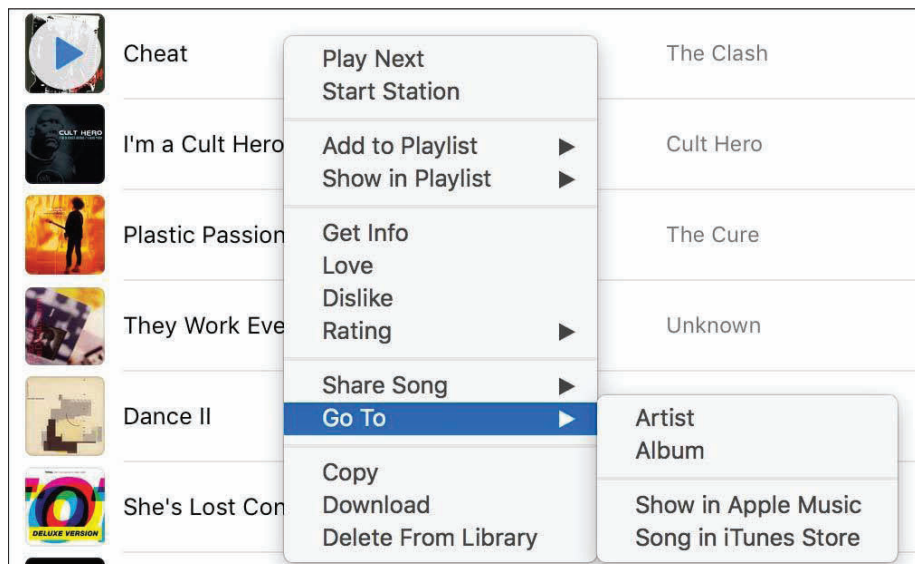 Cheat
The Clash
I'm a Cult Hero
Cult Hero
Plastic Passion
The Cure
They Work Eve
Unknown
Dance II
She's Lost Con
CULT HERO
DELUXE VERSION
Play Next
Start Station
Add to Playlist
Show in Playlist
Get Info
Love
Dislike
Rating
Share Song
Go To
Copy
Download
Delete From Library
Artist
Album
Show in Apple Music
Song in iTunes Store